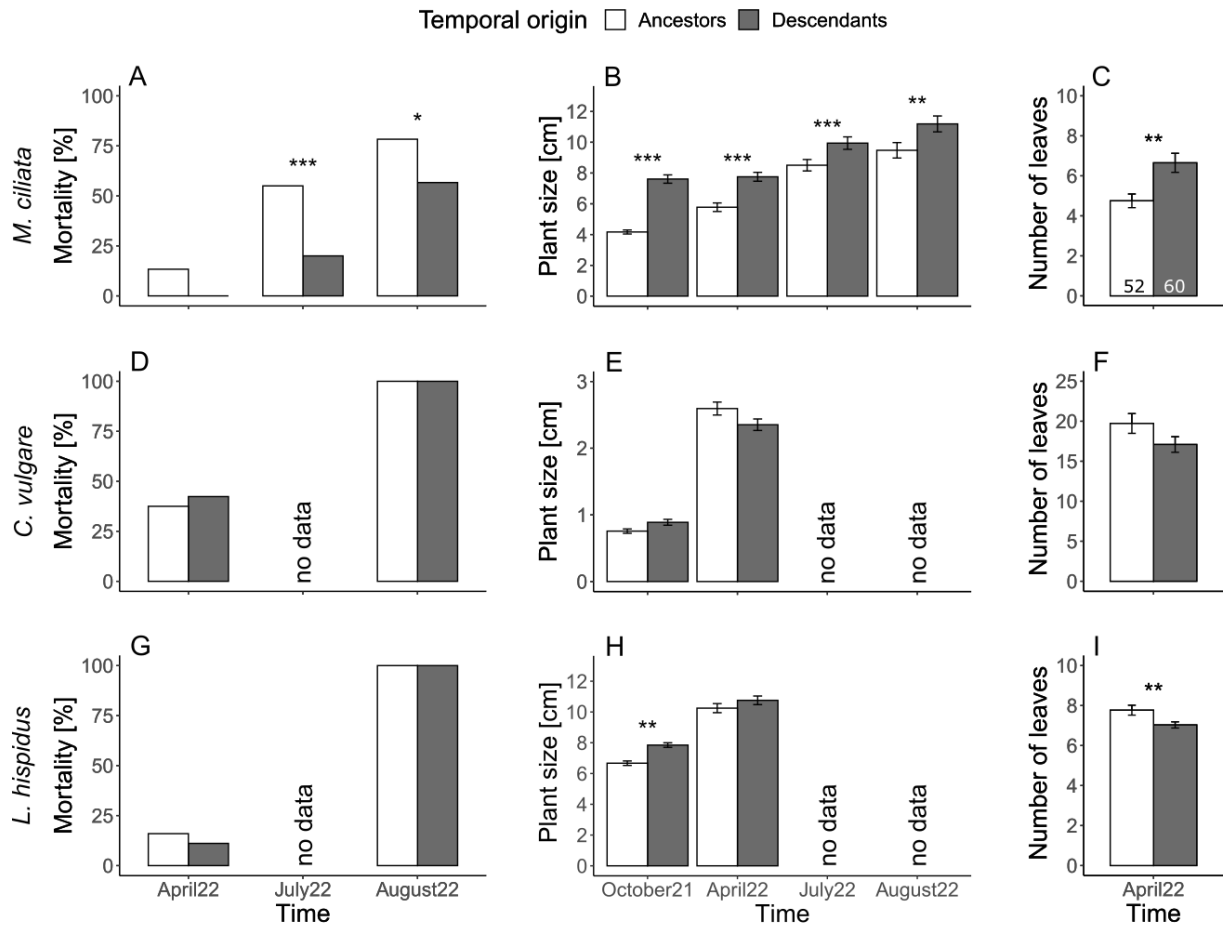 Temporal origin Ancestors Descendants
A
B
C
M. ciliata
Mortality [%]
100
75
50
25
0
***
*
Plant size [cm]
12
10
8
6
4
2
0
***
***
***
**
Number of leaves
10
8
6
4
2
0
**
52 60
D
E
F
C. vulgare
Mortality [%]
100
75
50
25
0
no data
Plant size [cm]
3
2
1
0
no data
no data
Number of leaves
25
20
15
10
5
0
G
H
I
L. hispidus
Mortality [%]
100
75
50
25
0
no data
April22 July22 August22
Time
Plant size [cm]
12
10
8
6
4
2
0
**
no data
no data
October21 April22 July22 August22
Time
Number of leaves
10
8
6
4
2
0
**
April22
Time